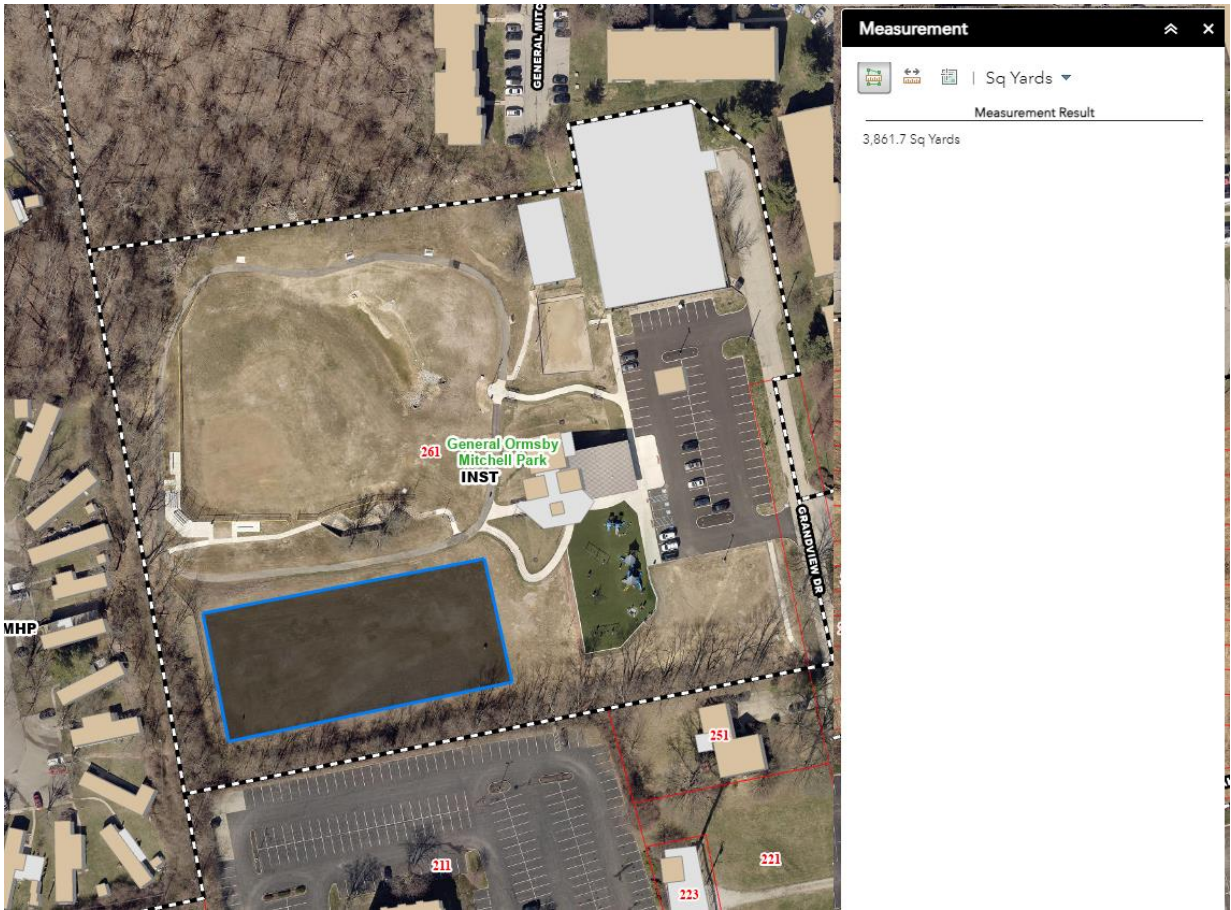 GENERAL MITC
Measurement
Sq Yards
Measurement Result
3,861.7 Sq Yards
261
General Ormsby
Mitchell Park
INST
GRANDVIEW DR
MHP
251
211
221
223